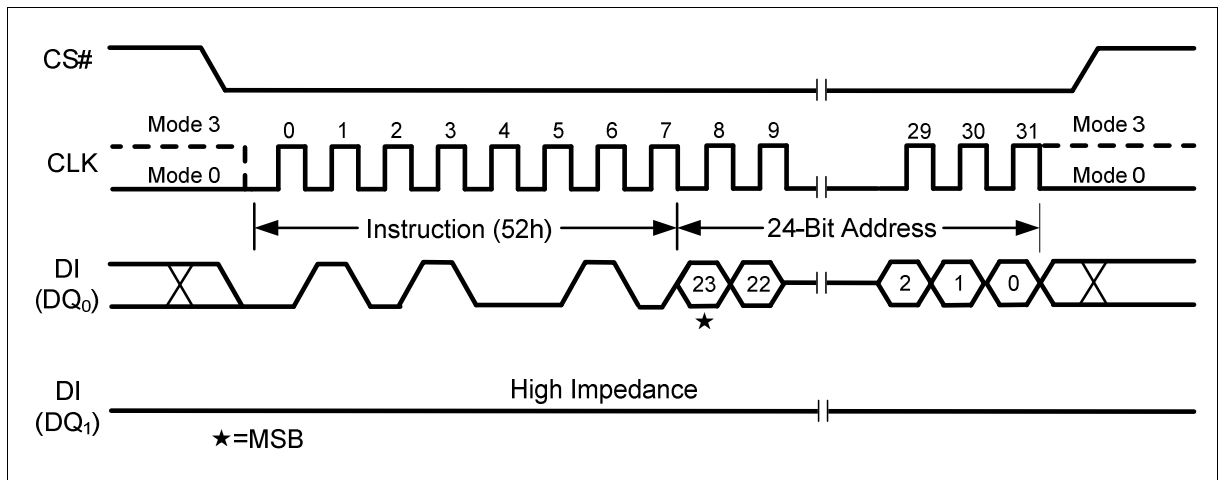 CS#
Mode 3 0 1 2 3 4 5 6 7 8 9 29 30 31 Mode 3
CLK
Mode 0 Mode 0
Instruction (52h) 24-Bit Address
DI
(DQ0) 23 22 2 1 0
★
High Impedance
DI
(DQ1)
★=MSB